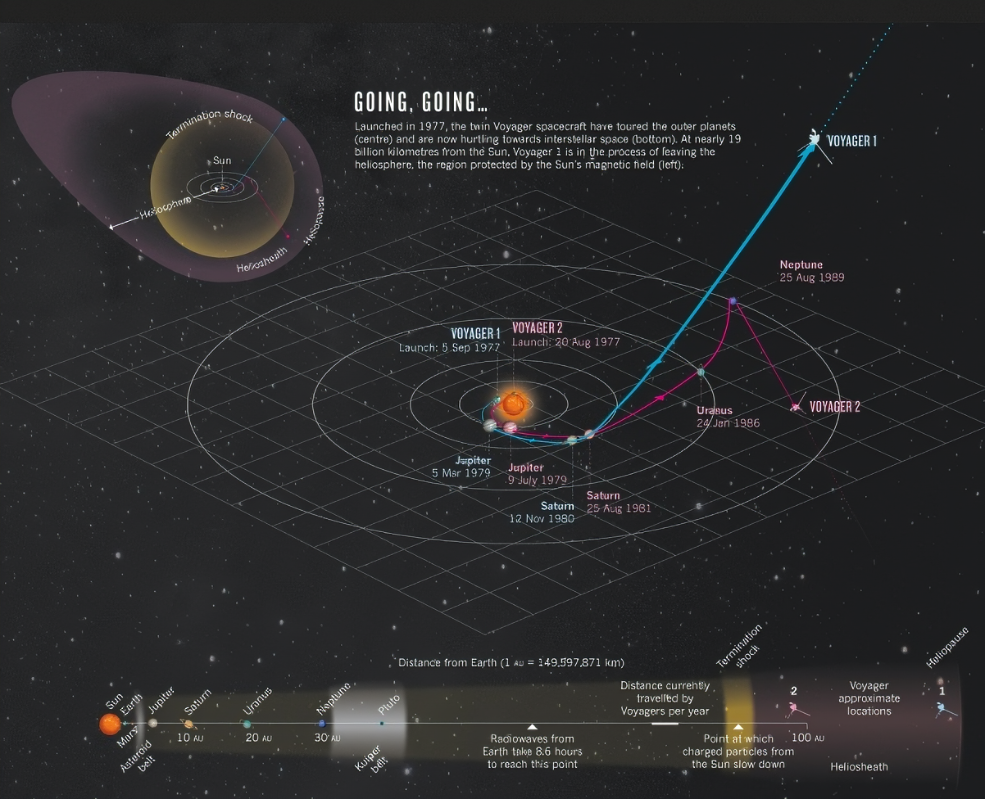 GOING, GOING…
Launched in 1977, the twin Voyager spacecraft have toured the outer planets
(centre) and are now hurtling towards interstellar space (bottom). At nearly 19
billion kilometres from the Sun, Voyager 1 is in the process of leaving the
heliosphere, the region protected by the Sun's magnetic field (left).
Termination shock
Sun
Heliosphere
Heliopause
Heliosheath
VOYAGER 1
Neptune
25 Aug 1989
VOYAGER 1
Launch: 5 Sep 1977
VOYAGER 2
Launch: 20 Aug 1977
VOYAGER 2
Uranus
24 Jan 1986
Jupiter
5 Mar 1979
Jupiter
9 July 1979
Saturn
12 Nov 1980
Saturn
25 Aug 1981
Distance from Earth (1 AU = 149,597,871 km)
Sun
Earth
Mars
Asteroid
belt
Jupiter
Saturn
Uranus
Neptune
Pluto
Kuiper
belt
10 AU
20 AU
30 AU
Radiowaves from
Earth take 8.6 hours
to reach this point
Distance currently
travelled by
Voyagers per year
Termination
shock
Point at which
charged particles from
the Sun slow down
2
Voyager
approximate
locations
1
100 AU
Heliosheath
Heliopause